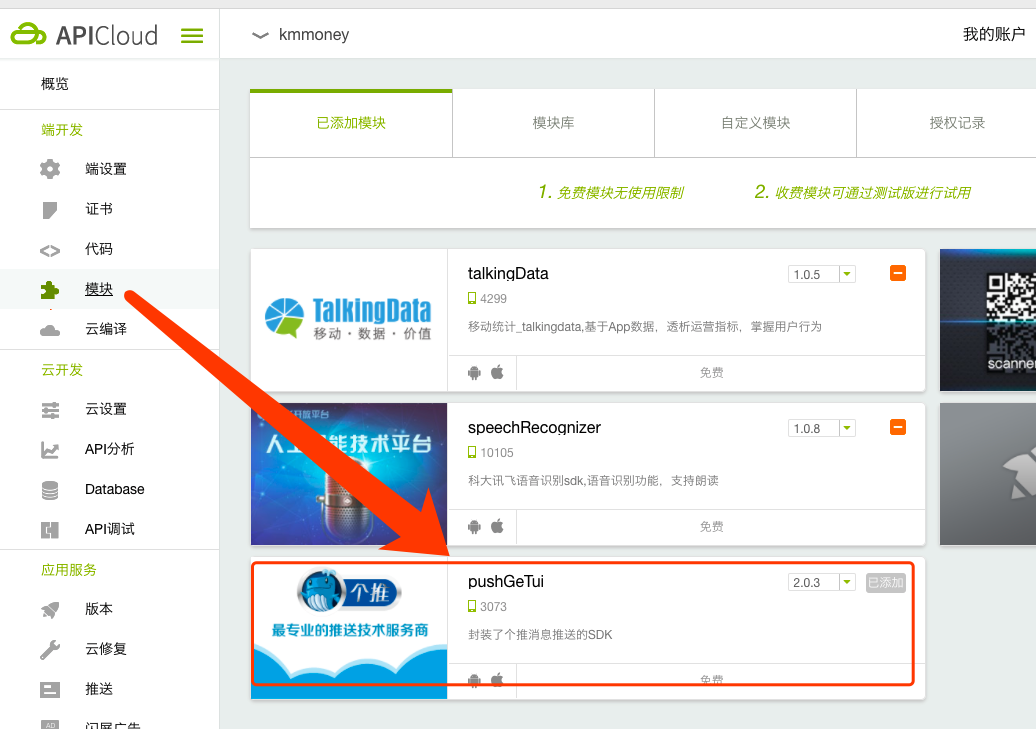 APICloud
kmmoney
我的账户
概览
端开发
端设置
证书
代码
模块
云编译
云开发
云设置
API分析
Database
API调试
应用服务
版本
云修复
推送
AD
闪屏广告
已添加模块
模块库
自定义模块
授权记录
1. 免费模块无使用限制
2. 收费模块可通过测试版进行试用
TalkingData
移动·数据·价值
talkingData
1.0.5
4299
移动统计_talkingdata,基于App数据，透析运营指标，掌握用户行为
免费
scanner
开放平台
人工智能技术平台
speechRecognizer
1.0.8
10105
科大讯飞语音识别sdk,语音识别功能，支持朗读
免费
个推
最专业的推送技术服务商
pushGeTui
2.0.3
已添加
3073
封装了个推消息推送的SDK
免费